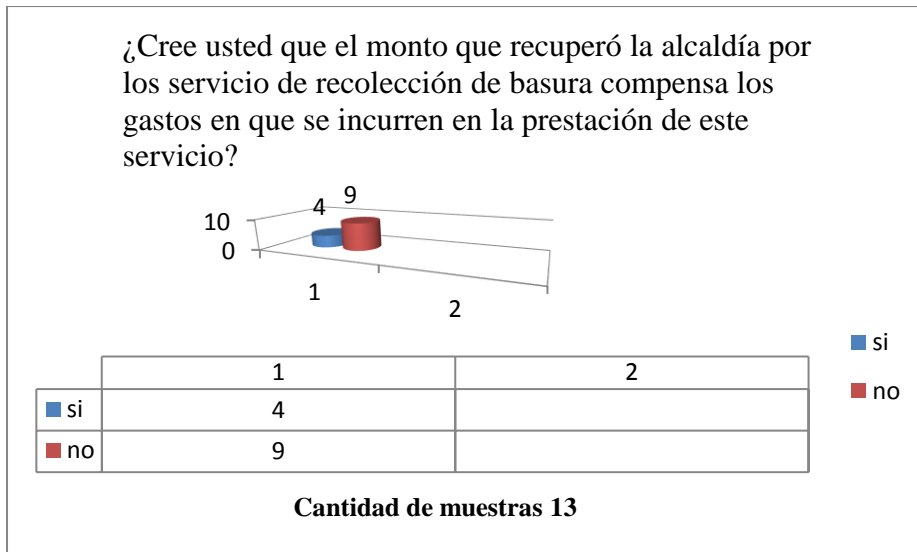 ¿Cree usted que el monto que recuperó la alcaldía por
los servicio de recolección de basura compensa los
gastos en que se incurren en la prestación de este
servicio?
4 9
10
0
1
2
si
no
1 2
si 4
no 9
Cantidad de muestras 13